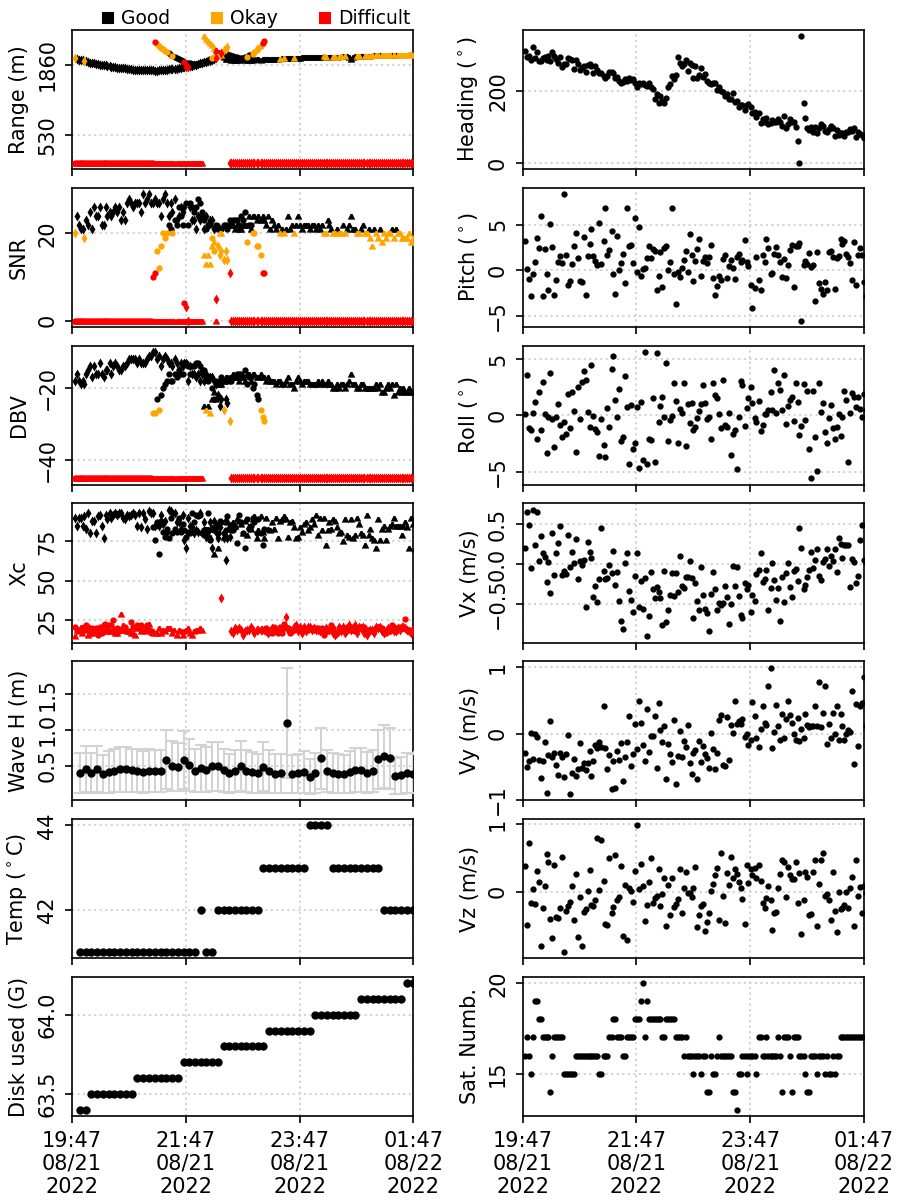 Good Okay Difficult
Range (m)
1860
530
Heading (°)
200
0
SNR
20
0
Pitch (°)
5
0
−5
DBV
−20
−40
Roll (°)
5
0
−5
Xc
75
50
25
Vx (m/s)
0.5
0.0
−0.5
Wave H (m)
1.5
1.0
0.5
Vy (m/s)
1
0
−1
Temp (°C)
44
42
Vz (m/s)
1
0
Disk used (G)
64.0
63.5
Sat. Numb.
20
15
19:47 21:47 23:47 01:47
08/21 08/21 08/21 08/22
2022 2022 2022 2022
19:47 21:47 23:47 01:47
08/21 08/21 08/21 08/22
2022 2022 2022 2022